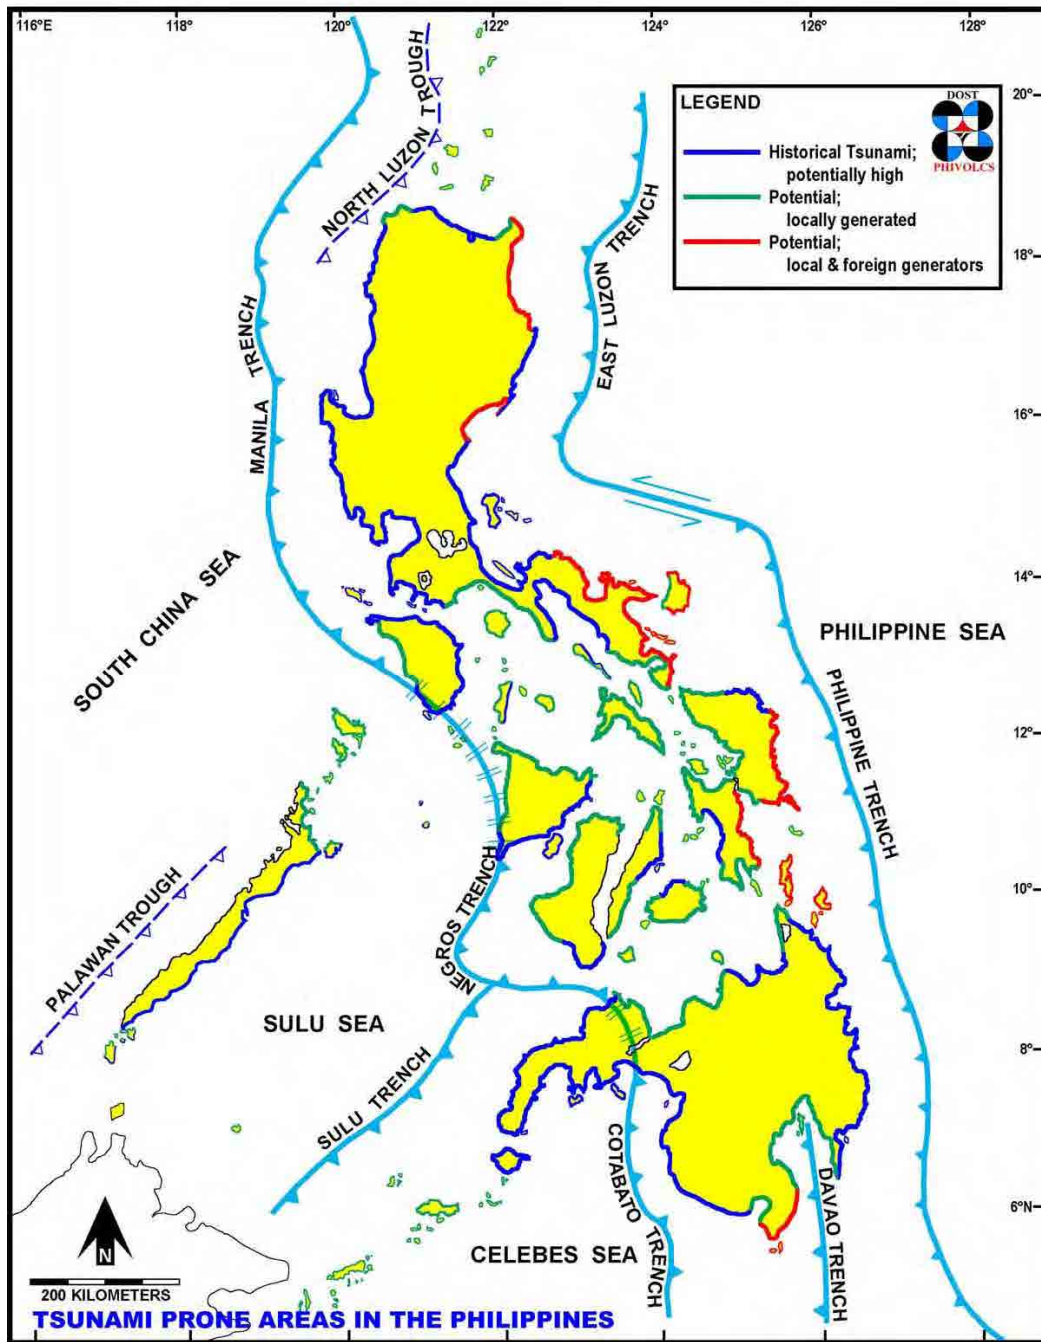 116°E
118°
120°
122°
124°
126°
128°
NORTH LUZON TROUGH
LEGEND
DOST
PHIVOLCS
Historical Tsunami;
potentially high
Potential;
locally generated
Potential;
local & foreign generators
20°
18°
16°
14°
12°
10°
8°
6°N
MANILA TRENCH
EAST LUZON TRENCH
SOUTH CHINA SEA
PHILIPPINE SEA
PHILIPPINE TRENCH
PALAWAN TROUGH
NEGROS TRENCH
SULU SEA
SULU TRENCH
COTABATO TRENCH
DAVAO TRENCH
CELEBES SEA
N
200 KILOMETERS
TSUNAMI PRONE AREAS IN THE PHILIPPINES